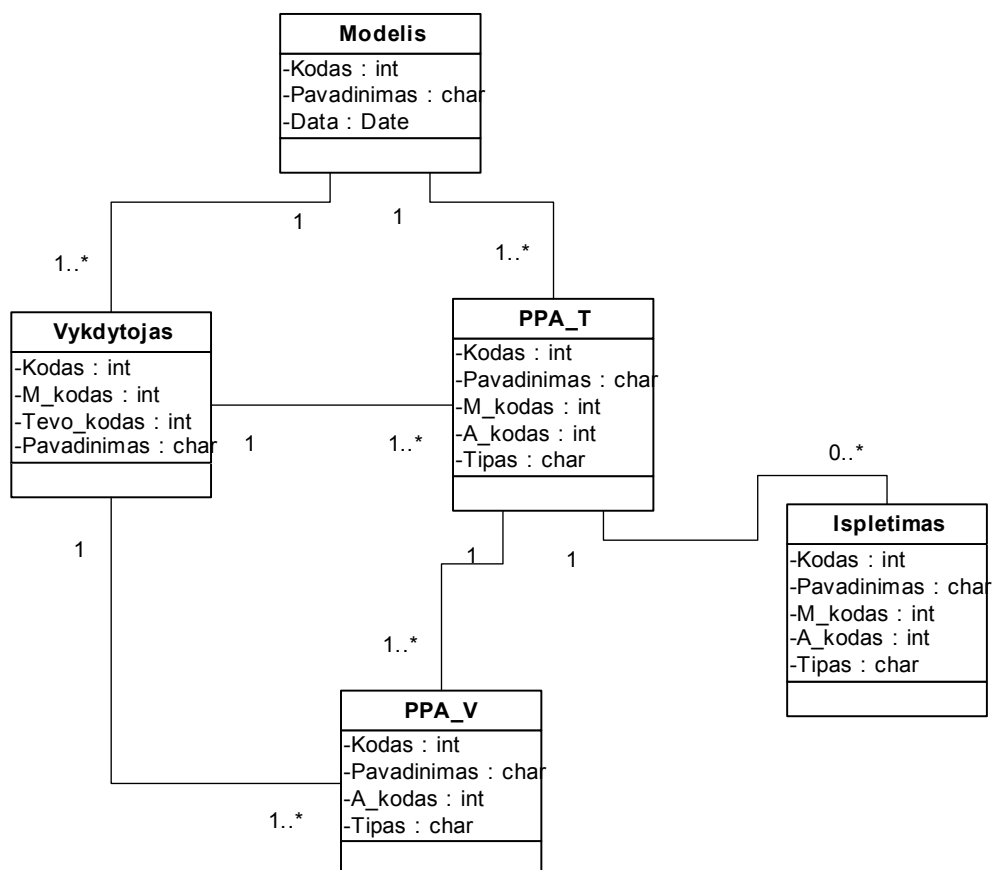 Modelis
-Kodas : int
-Pavadinimas : char
-Data : Date
1
1
1..*
1..*
Vykdytojas
-Kodas : int
-M_kodas : int
-Tevo_kodas : int
-Pavadinimas : char
PPA_T
-Kodas : int
-Pavadinimas : char
-M_kodas : int
-A_kodas : int
-Tipas : char
1
1..*
0..*
Ispletimas
-Kodas : int
-Pavadinimas : char
-M_kodas : int
-A_kodas : int
-Tipas : char
1
1
1
1..*
PPA_V
-Kodas : int
-Pavadinimas : char
-A_kodas : int
-Tipas : char
1..*